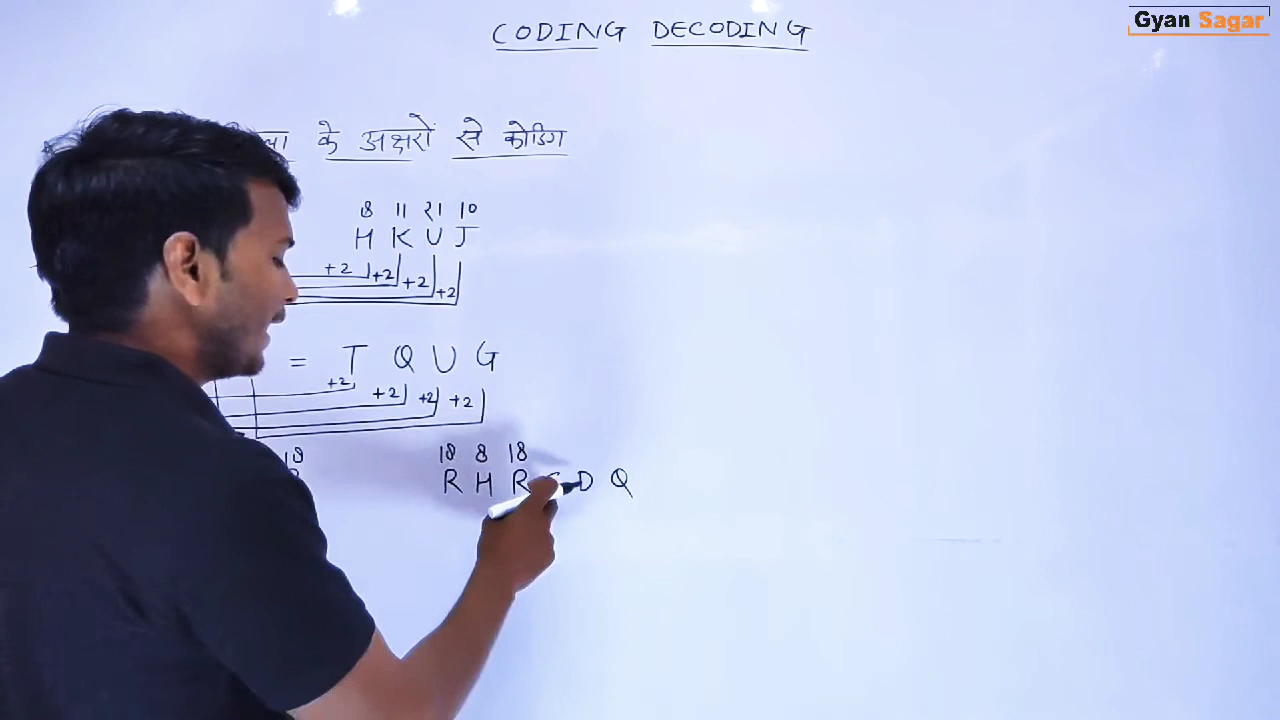 Gyan Sagar
CODING DECODING
के अक्षरों से कोडिंग
8 11 21 10
H K U J
+2 +2 +2 +2
= T Q U G
+2 +2 +2 +2
18 18 8 18
R H R D Q